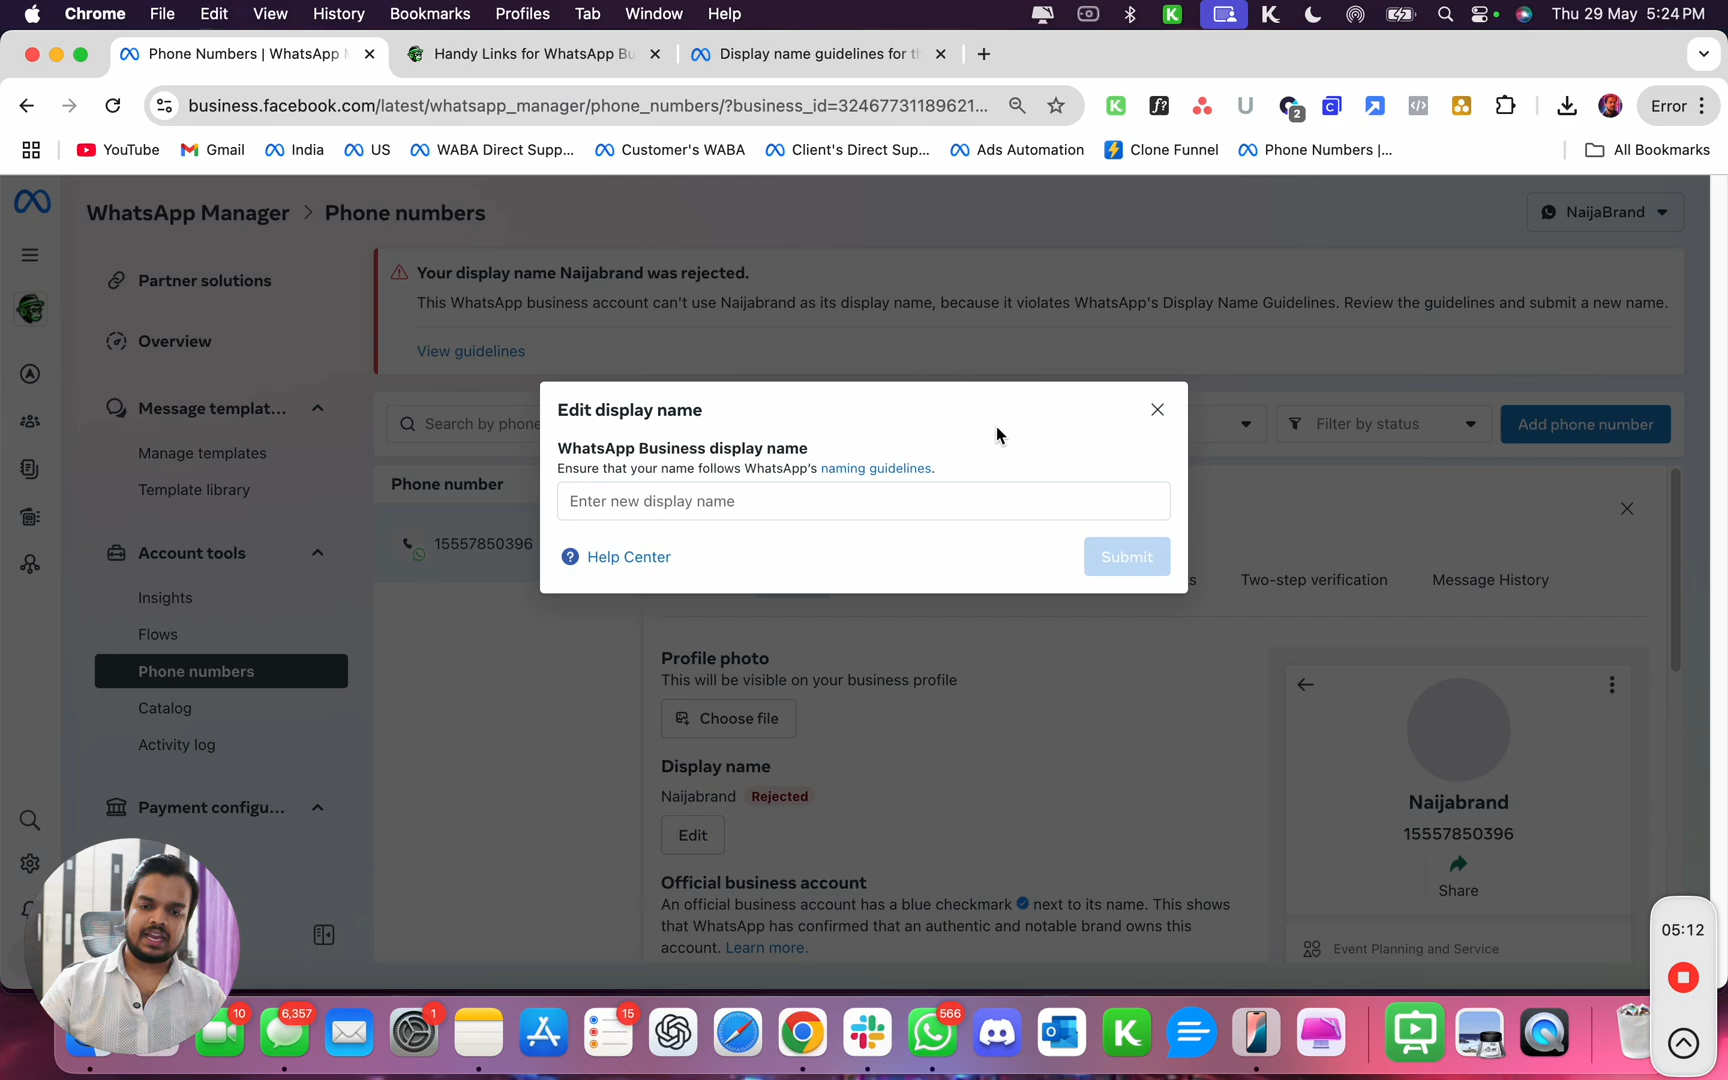 Chrome File Edit View History Bookmarks Profiles Tab Window Help Thu 29 May 5:24 PM
Phone Numbers | WhatsApp Handy Links for WhatsApp Bu Display name guidelines for
business.facebook.com/latest/whatsapp_manager/phone_numbers/?business_id=32467731189621... 2 Error
YouTube Gmail India US WABA Direct Supp... Customer's WABA Client's Direct Sup... Ads Automation Clone Funnel Phone Numbers |... All Bookmarks
WhatsApp Manager > Phone numbers NaijaBrand
Partner solutions
Overview
Message templat...
Manage templates
Template library
Account tools
Insights
Flows
Phone numbers
Catalog
Activity log
Payment configu...
Your display name Naijabrand was rejected.
This WhatsApp business account can't use Naijabrand as its display name, because it violates WhatsApp's Display Name Guidelines. Review the guidelines and submit a new name.
View guidelines
Search by phone Filter by status Add phone number
Phone number
15557850396
Edit display name
WhatsApp Business display name
Ensure that your name follows WhatsApp's naming guidelines.
Enter new display name
? Help Center Submit
Two-step verification Message History
Profile photo
This will be visible on your business profile
Choose file
Display name
Naijabrand Rejected
Edit
Official business account
An official business account has a blue checkmark next to its name. This shows
that WhatsApp has confirmed that an authentic and notable brand owns this
account. Learn more.
Naijabrand
15557850396
Share
Event Planning and Service
05:12
10 6,357 1 15 566